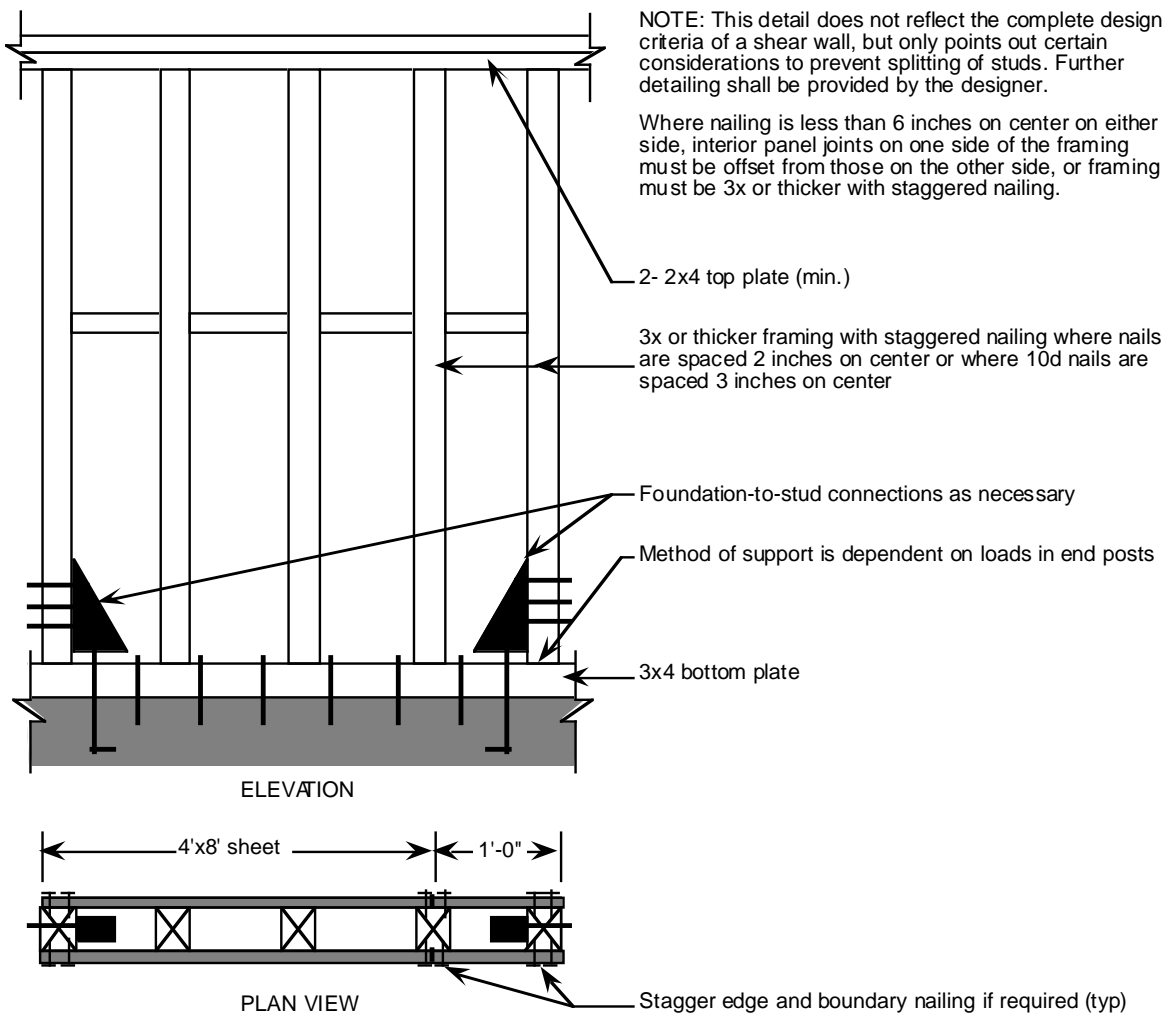 NOTE: This detail does not reflect the complete design
criteria of a shear wall, but only points out certain
considerations to prevent splitting of studs. Further
detailing shall be provided by the designer.
Where nailing is less than 6 inches on center on either
side, interior panel joints on one side of the framing
must be offset from those on the other side, or framing
must be 3x or thicker with staggered nailing.
2- 2x4 top plate (min.)
3x or thicker framing with staggered nailing where nails
are spaced 2 inches on center or where 10d nails are
spaced 3 inches on center
Foundation-to-stud connections as necessary
Method of support is dependent on loads in end posts
3x4 bottom plate
ELEVATION
4'x8' sheet
1'-0"
PLAN VIEW
Stagger edge and boundary nailing if required (typ)